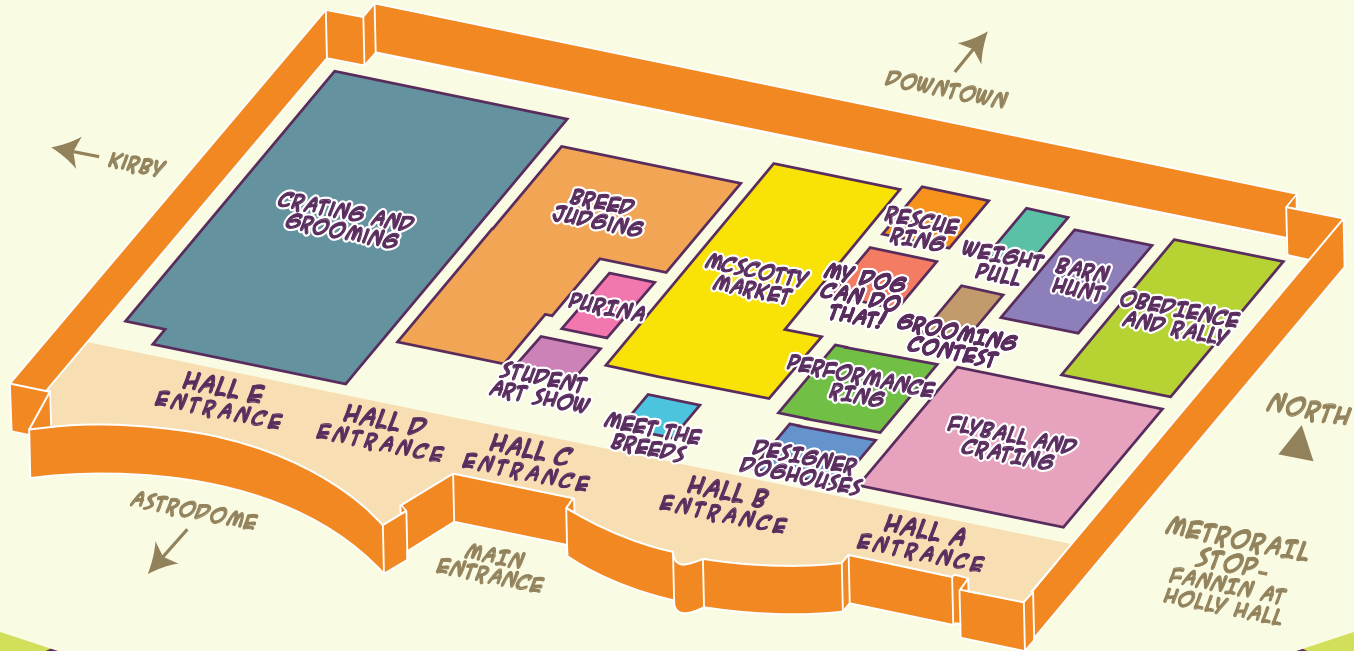 DOWNTOWN
KIRBY
CRATING AND
GROOMING
BREED
JUDGING
PURINA
STUDENT
ART SHOW
MCSCOTTY
MARKET
MEET THE
BREEDS
RESCUE
RING
MY DOG
CAN DO
THAT!
WEIGHT
PULL
GROOMING
CONTEST
BARN
HUNT
OBEDIENCE
AND RALLY
PERFORMANCE
RING
DESIGNER
DOGHOUSES
FLYBALL AND
CRATING
HALL E
ENTRANCE
HALL D
ENTRANCE
HALL C
ENTRANCE
HALL B
ENTRANCE
HALL A
ENTRANCE
NORTH
ASTRODOME
MAIN
ENTRANCE
METRORAIL
STOP-
FANNIN AT
HOLLY HALL